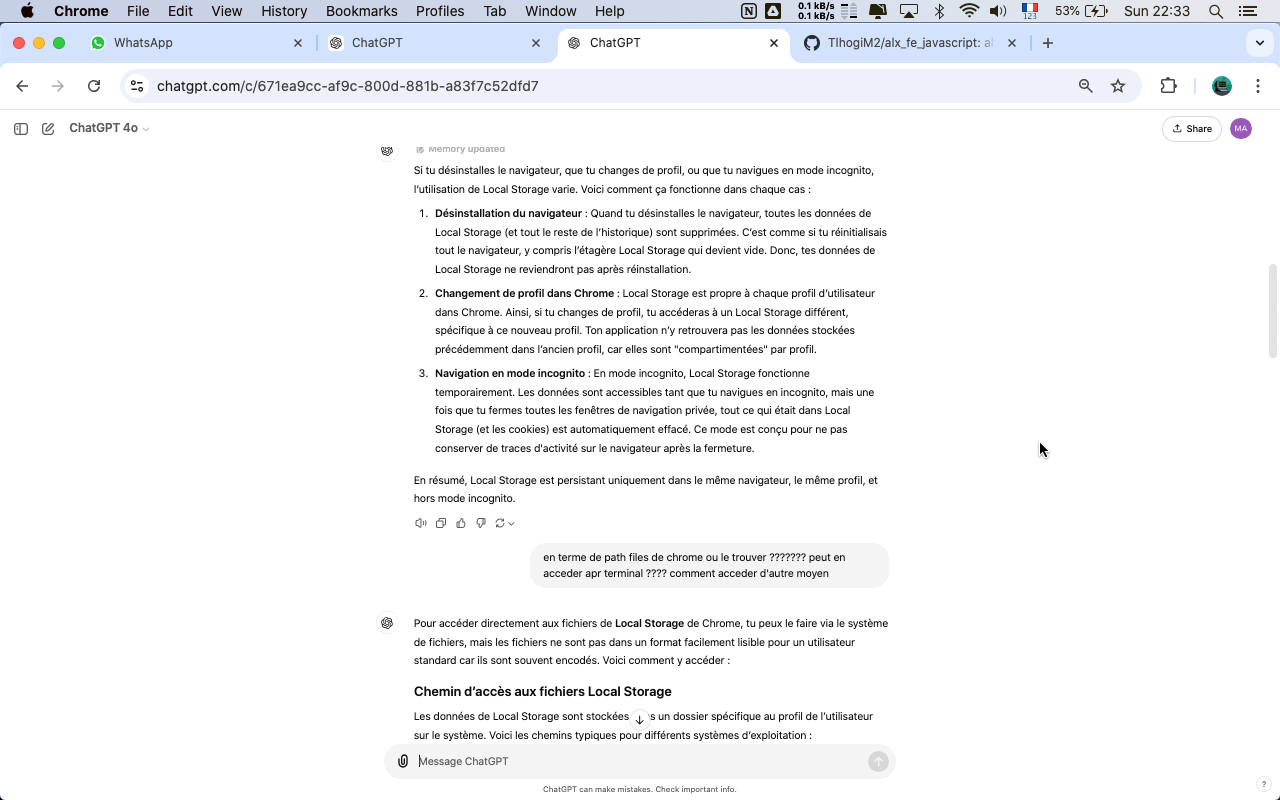 Chrome File Edit View History Bookmarks Profiles Tab Window Help 0.1 kB/s 0.1 kB/s 123 53% Sun 22:33
WhatsApp ChatGPT ChatGPT TlhogiM2/alx_fe_javascript:
chatgpt.com/c/671ea9cc-af9c-800d-881b-a83f7c52dfd7
ChatGPT 4o Share MA
Memory updated
Si tu désinstalles le navigateur, que tu changes de profil, ou que tu navigues en mode incognito,
l'utilisation de Local Storage varie. Voici comment ça fonctionne dans chaque cas :
1. Désinstallation du navigateur : Quand tu désinstalles le navigateur, toutes les données de
Local Storage (et tout le reste de l'historique) sont supprimées. C'est comme si tu réinitialisais
tout le navigateur, y compris l'étagère Local Storage qui devient vide. Donc, tes données de
Local Storage ne reviendront pas après réinstallation.
2. Changement de profil dans Chrome : Local Storage est propre à chaque profil d'utilisateur
dans Chrome. Ainsi, si tu changes de profil, tu accéderas à un Local Storage différent,
spécifique à ce nouveau profil. Ton application n'y retrouvera pas les données stockées
précédemment dans l'ancien profil, car elles sont "compartimentées" par profil.
3. Navigation en mode incognito : En mode incognito, Local Storage fonctionne
temporairement. Les données sont accessibles tant que tu navigues en incognito, mais une
fois que tu fermes toutes les fenêtres de navigation privée, tout ce qui était dans Local
Storage (et les cookies) est automatiquement effacé. Ce mode est conçu pour ne pas
conserver de traces d'activité sur le navigateur après la fermeture.
En résumé, Local Storage est persistant uniquement dans le même navigateur, le même profil, et
hors mode incognito.
en terme de path files de chrome ou le trouver ??????? peut en
acceder apr terminal ???? comment acceder d'autre moyen
Pour accéder directement aux fichiers de Local Storage de Chrome, tu peux le faire via le système
de fichiers, mais les fichiers ne sont pas dans un format facilement lisible pour un utilisateur
standard car ils sont souvent encodés. Voici comment y accéder :
Chemin d'accès aux fichiers Local Storage
Les données de Local Storage sont stockées un dossier spécifique au profil de l'utilisateur
sur le système. Voici les chemins typiques pour différents systèmes d'exploitation :
Message ChatGPT
ChatGPT can make mistakes. Check important info.
?